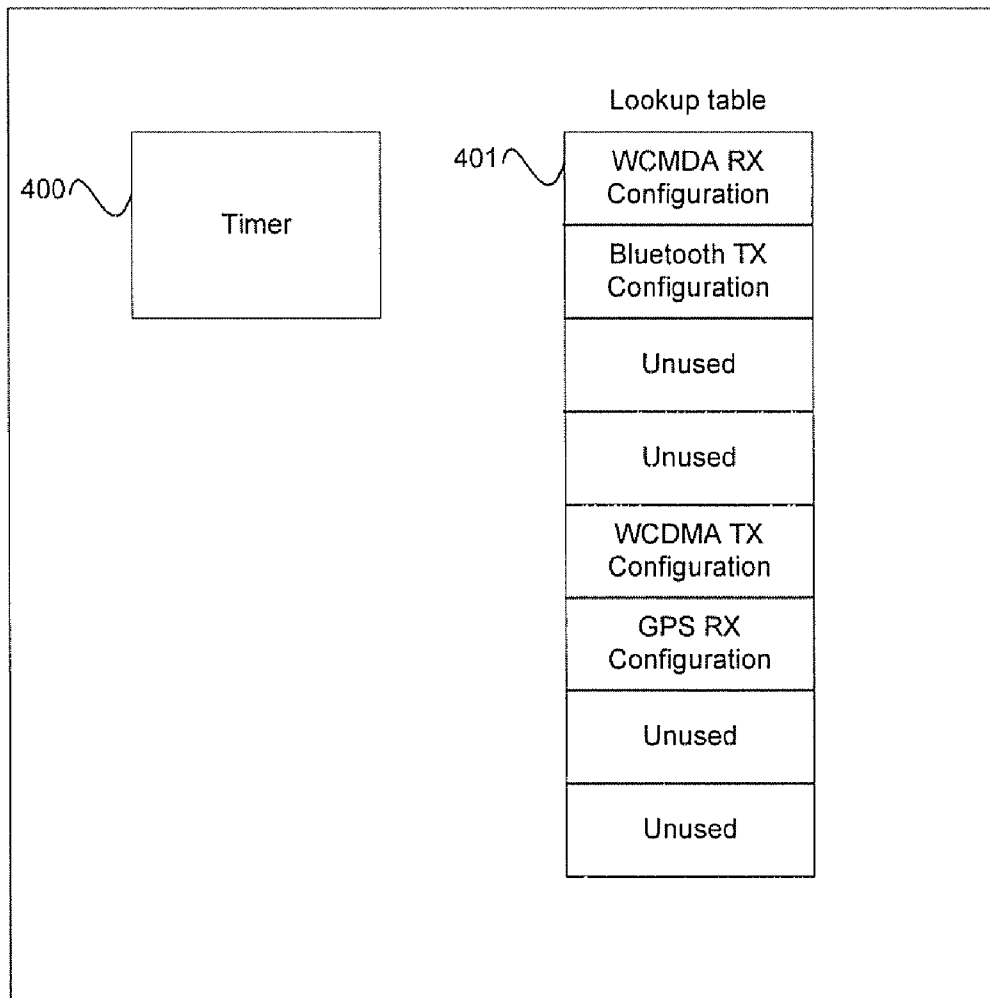 Lookup table
400
Timer
401
WCMDA RX
Configuration
Bluetooth TX
Configuration
Unused
Unused
WCDMA TX
Configuration
GPS RX
Configuration
Unused
Unused